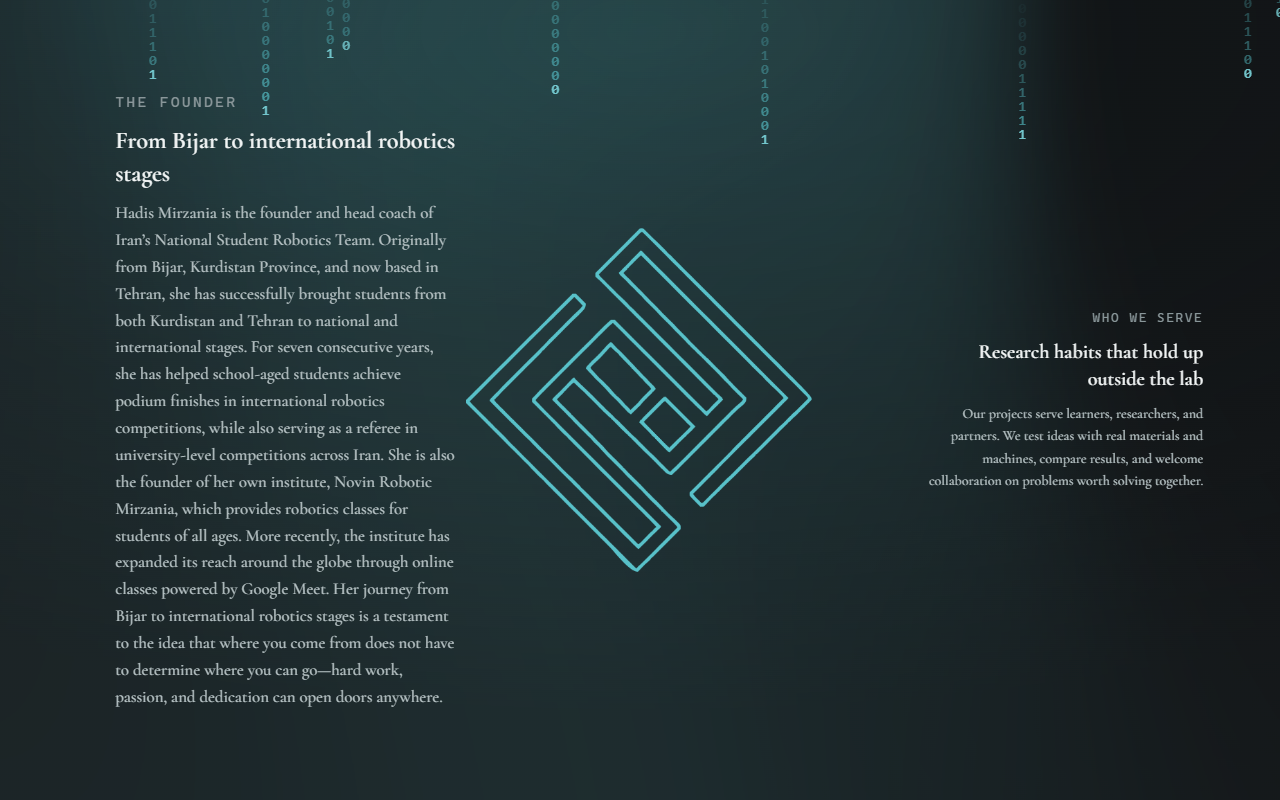 THE FOUNDER
From Bijar to international robotics
stages
Hadis Mirzania is the founder and head coach of
Iran’s National Student Robotics Team. Originally
from Bijar, Kurdistan Province, and now based in
Tehran, she has successfully brought students from
both Kurdistan and Tehran to national and
international stages. For seven consecutive years,
she has helped school-aged students achieve
podium finishes in international robotics
competitions, while also serving as a referee in
university-level competitions across Iran. She is also
the founder of her own institute, Novin Robotic
Mirzania, which provides robotics classes for
students of all ages. More recently, the institute has
expanded its reach around the globe through online
classes powered by Google Meet. Her journey from
Bijar to international robotics stages is a testament
to the idea that where you come from does not have
to determine where you can go—hard work,
passion, and dedication can open doors anywhere.
WHO WE SERVE
Research habits that hold up
outside the lab
Our projects serve learners, researchers, and
partners. We test ideas with real materials and
machines, compare results, and welcome
collaboration on problems worth solving together.